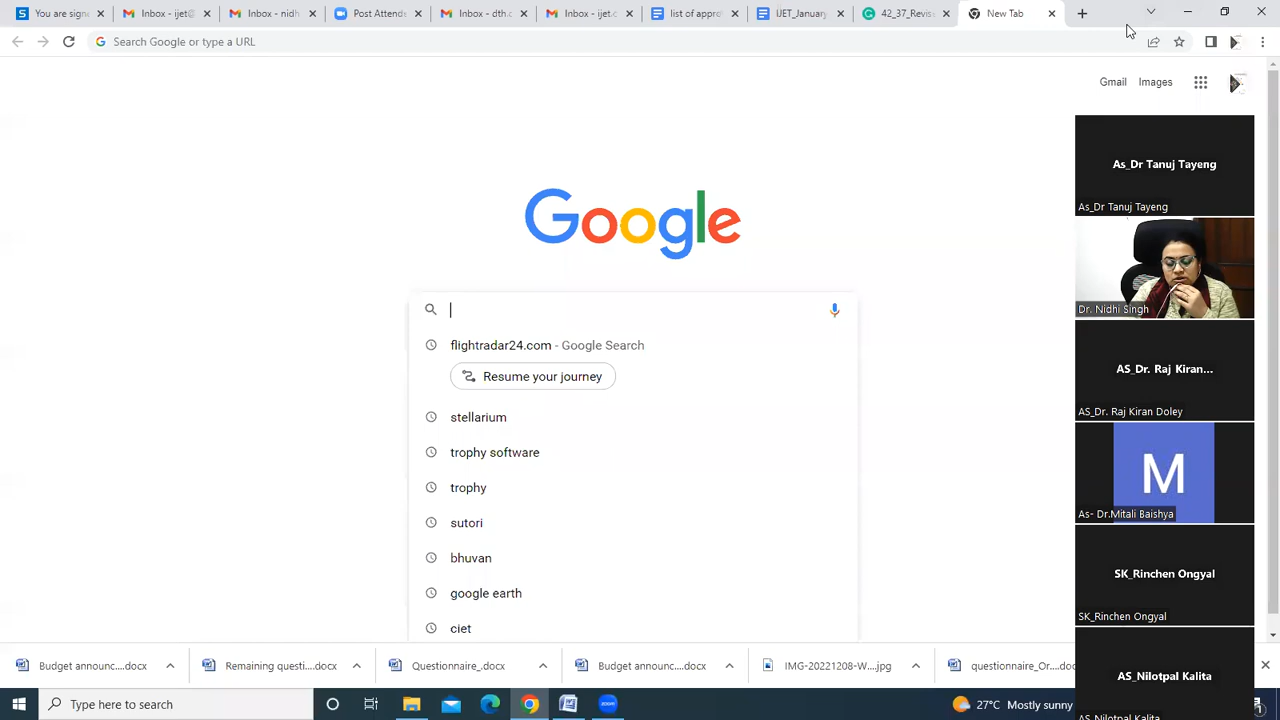 You are signe
Inbox - ijet@
Inbox - nidh
Post Attend
Inbox - dth.c
Inbox - ijet.c
list of appr
IJET_January
42_37_Revis
New Tab
Search Google or type a URL
Gmail
Images
Google
flightradar24.com - Google Search
Resume your journey
stellarium
trophy software
trophy
sutori
bhuvan
google earth
ciet
As_Dr Tanuj Tayeng
As_Dr Tanuj Tayeng
Dr. Nidhi Singh
AS_Dr. Raj Kiran...
AS_Dr. Raj Kiran Doley
M
As- Dr.Mitali Baishya
SK_Rinchen Ongyal
SK_Rinchen Ongyal
AS_Nilotpal Kalita
AS_Nilotpal Kalita
Budget announc....docx
Remaining questi....docx
Questionnaire_.docx
Budget announc....docx
IMG-20221208-W....jpg
questionnaire_Or....doc
Type here to search
zoom
27°C Mostly sunny